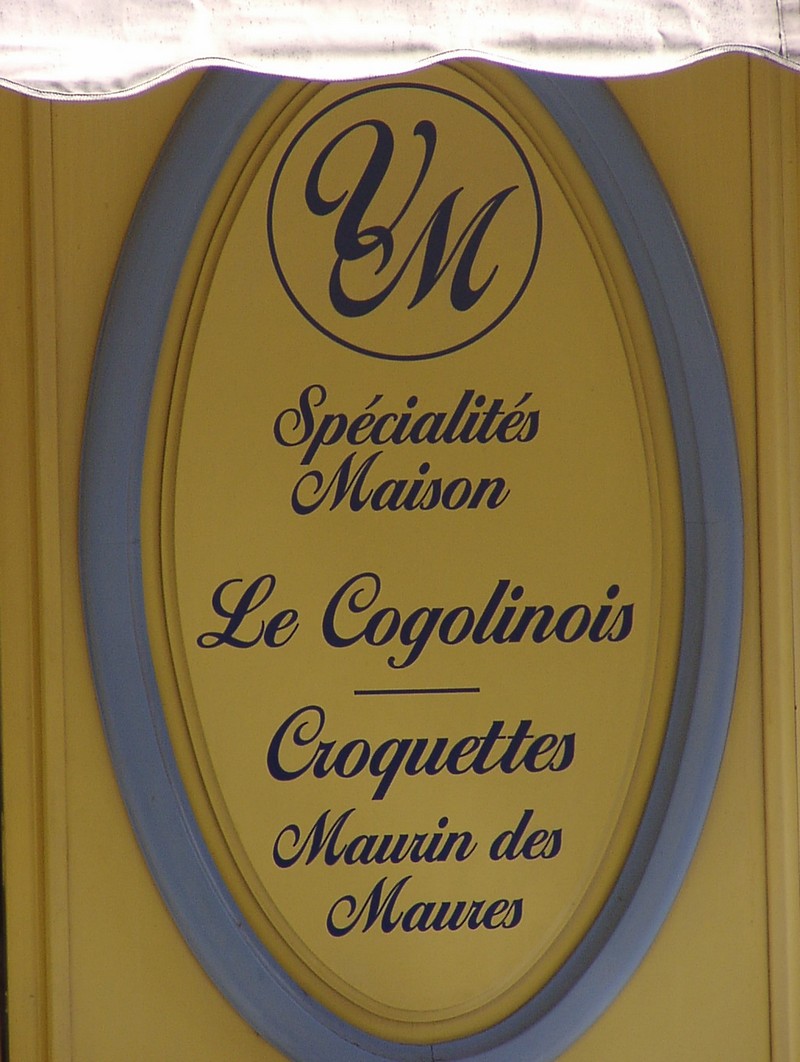 VM
Spécialités
Maison
Le Cogolinois
Croquettes
Maurin des
Maures